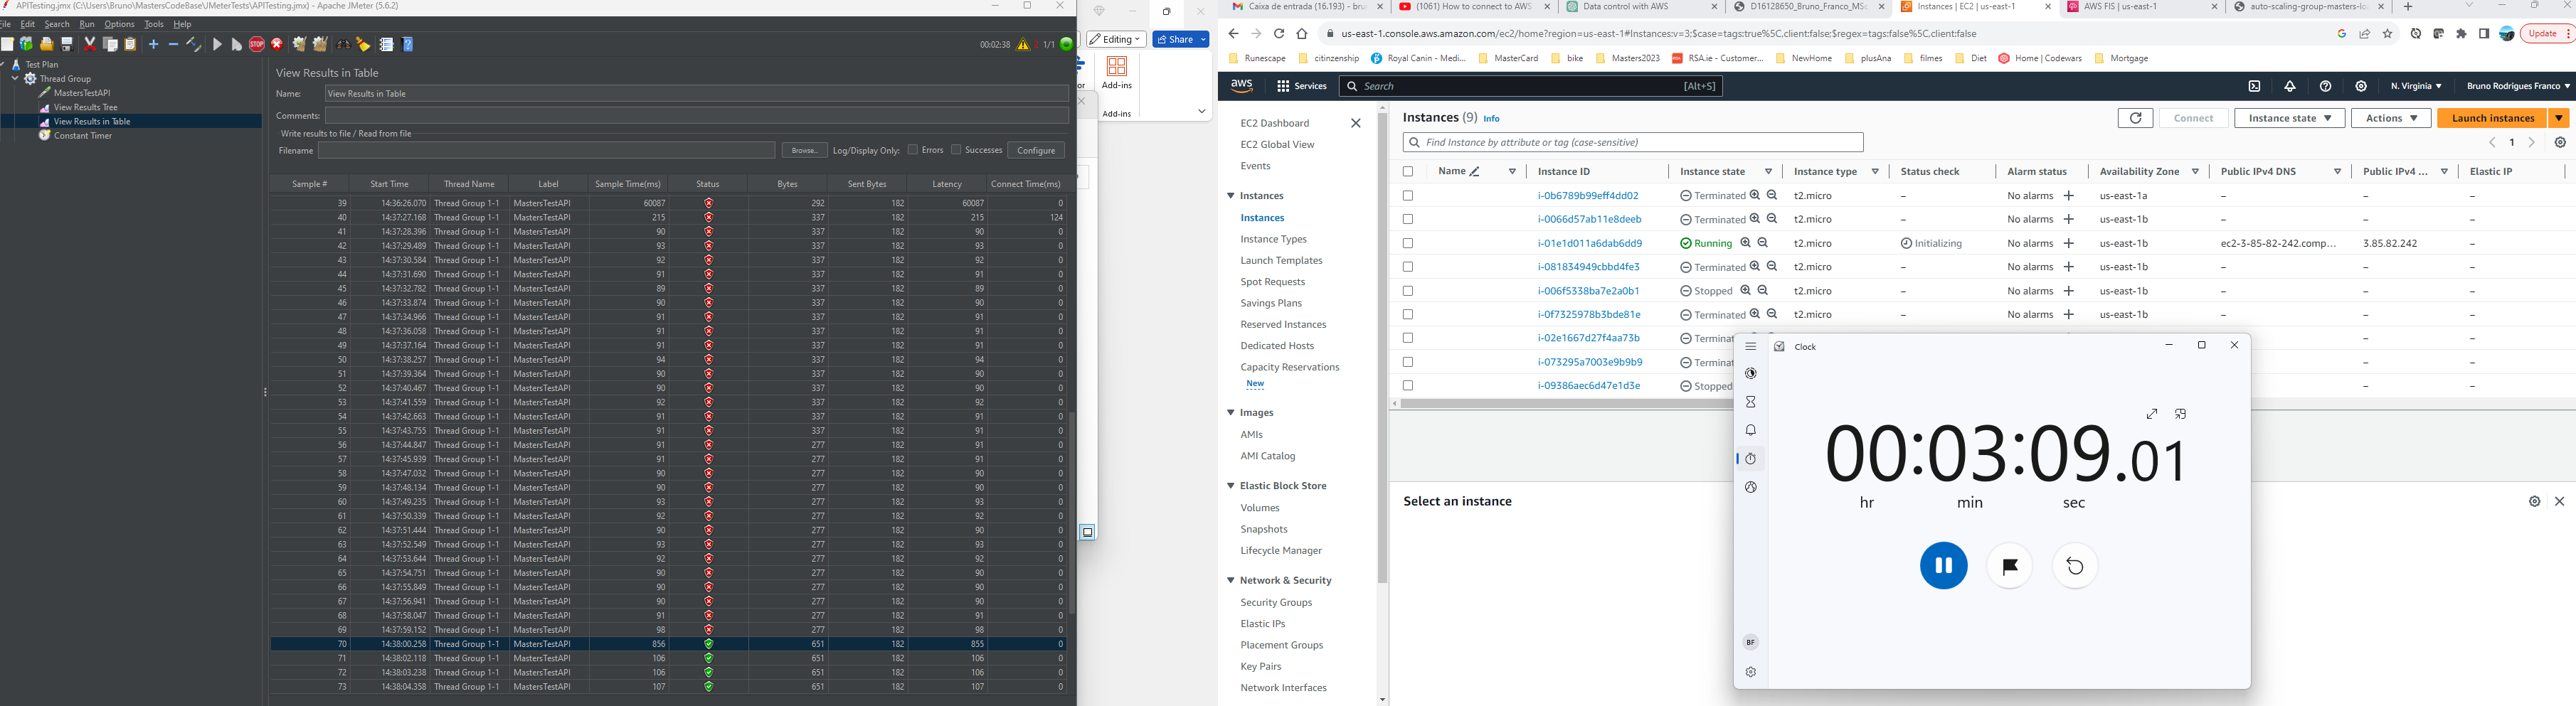 APITesting.jmx (C:\Users\Bruno\MastersCodeBase\JMeterTests\APITesting.jmx) - Apache JMeter (5.6.2)
File Edit Search Run Options Tools Help
00:02:38 1/1
Test Plan
Thread Group
MastersTestAPI
View Results Tree
View Results in Table
Constant Timer
View Results in Table
Name: View Results in Table
Comments:
Write results to file / Read from file
Filename Browse... Log/Display Only: Errors Successes Configure
Sample # Start Time Thread Name Label Sample Time(ms) Status Bytes Sent Bytes Latency Connect Time(ms)
39 14:36:26.070 Thread Group 1-1 MastersTestAPI 60087 292 182 60087 0
40 14:37:27.168 Thread Group 1-1 MastersTestAPI 215 337 182 215 124
41 14:37:28.396 Thread Group 1-1 MastersTestAPI 90 337 182 90 0
42 14:37:29.489 Thread Group 1-1 MastersTestAPI 93 337 182 93 0
43 14:37:30.584 Thread Group 1-1 MastersTestAPI 92 337 182 92 0
44 14:37:31.690 Thread Group 1-1 MastersTestAPI 91 337 182 91 0
45 14:37:32.782 Thread Group 1-1 MastersTestAPI 89 337 182 89 0
46 14:37:33.874 Thread Group 1-1 MastersTestAPI 90 337 182 90 0
47 14:37:34.966 Thread Group 1-1 MastersTestAPI 91 337 182 91 0
48 14:37:36.058 Thread Group 1-1 MastersTestAPI 91 337 182 91 0
49 14:37:37.164 Thread Group 1-1 MastersTestAPI 91 337 182 91 0
50 14:37:38.257 Thread Group 1-1 MastersTestAPI 94 337 182 94 0
51 14:37:39.364 Thread Group 1-1 MastersTestAPI 90 337 182 90 0
52 14:37:40.467 Thread Group 1-1 MastersTestAPI 90 337 182 90 0
53 14:37:41.559 Thread Group 1-1 MastersTestAPI 92 337 182 92 0
54 14:37:42.663 Thread Group 1-1 MastersTestAPI 91 337 182 91 0
55 14:37:43.755 Thread Group 1-1 MastersTestAPI 91 337 182 91 0
56 14:37:44.847 Thread Group 1-1 MastersTestAPI 91 277 182 91 0
57 14:37:45.939 Thread Group 1-1 MastersTestAPI 91 277 182 91 0
58 14:37:47.032 Thread Group 1-1 MastersTestAPI 90 277 182 90 0
59 14:37:48.134 Thread Group 1-1 MastersTestAPI 90 277 182 90 0
60 14:37:49.235 Thread Group 1-1 MastersTestAPI 93 277 182 93 0
61 14:37:50.339 Thread Group 1-1 MastersTestAPI 92 277 182 92 0
62 14:37:51.444 Thread Group 1-1 MastersTestAPI 90 277 182 90 0
63 14:37:52.549 Thread Group 1-1 MastersTestAPI 93 277 182 93 0
64 14:37:53.644 Thread Group 1-1 MastersTestAPI 92 277 182 92 0
65 14:37:54.751 Thread Group 1-1 MastersTestAPI 90 277 182 90 0
66 14:37:55.849 Thread Group 1-1 MastersTestAPI 90 277 182 90 0
67 14:37:56.941 Thread Group 1-1 MastersTestAPI 90 277 182 90 0
68 14:37:58.047 Thread Group 1-1 MastersTestAPI 91 277 182 91 0
69 14:37:59.152 Thread Group 1-1 MastersTestAPI 98 277 182 98 0
70 14:38:00.258 Thread Group 1-1 MastersTestAPI 856 651 182 855 0
71 14:38:02.118 Thread Group 1-1 MastersTestAPI 106 651 182 106 0
72 14:38:03.238 Thread Group 1-1 MastersTestAPI 106 651 182 106 0
73 14:38:04.358 Thread Group 1-1 MastersTestAPI 107 651 182 107 0
Editing Share
Add-ins
Add-ins
Caixa de entrada (16.193) - bru
(1061) How to connect to AWS
Data control with AWS
D16128650_Bruno_Franco_MSc
Instances | EC2 | us-east-1
AWS FIS | us-east-1
auto-scaling-group-masters-lo
us-east-1.console.aws.amazon.com/ec2/home?region=us-east-1#Instances:v=3;$case=tags:true%5C,client:false;$regex=tags:false%5C,client:false
Update
Runescape citinzenship Royal Canin - Medi... MasterCard bike Masters2023 RSA.ie - Customer... NewHome plusAna filmes Diet Home | Codewars Mortgage
aws Services Search [Alt+S] N. Virginia Bruno Rodrigues Franco
EC2 Dashboard
EC2 Global View
Events
Instances
Instances
Instance Types
Launch Templates
Spot Requests
Savings Plans
Reserved Instances
Dedicated Hosts
Capacity Reservations
New
Images
AMIs
AMI Catalog
Elastic Block Store
Volumes
Snapshots
Lifecycle Manager
Network & Security
Security Groups
Elastic IPs
Placement Groups
Key Pairs
Network Interfaces
Instances (9) Info
Connect Instance state Actions Launch instances
Find Instance by attribute or tag (case-sensitive)
1
Name Instance ID Instance state Instance type Status check Alarm status Availability Zone Public IPv4 DNS Public IPv4 ... Elastic IP
i-0b6789b99eff4dd02 Terminated t2.micro – No alarms + us-east-1a – – –
i-0066d57ab11e8deeb Terminated t2.micro – No alarms + us-east-1b – – –
i-01e1d011a6dab6dd9 Running t2.micro Initializing No alarms + us-east-1b ec2-3-85-82-242.comp... 3.85.82.242 –
i-081834949cbbd4fe3 Terminated t2.micro – No alarms + us-east-1b – – –
i-006f5338ba7e2a0b1 Stopped t2.micro – No alarms + us-east-1b – – –
i-0f7325978b3bde81e Terminated t2.micro – No alarms + us-east-1b – – –
i-02e1667d27f4aa73b Terminat – –
i-073295a7003e9b9b9 Terminat – –
i-09386aec6d47e1d3e Stopped – –
Select an instance
Clock
00:03:09.01
hr min sec
BF